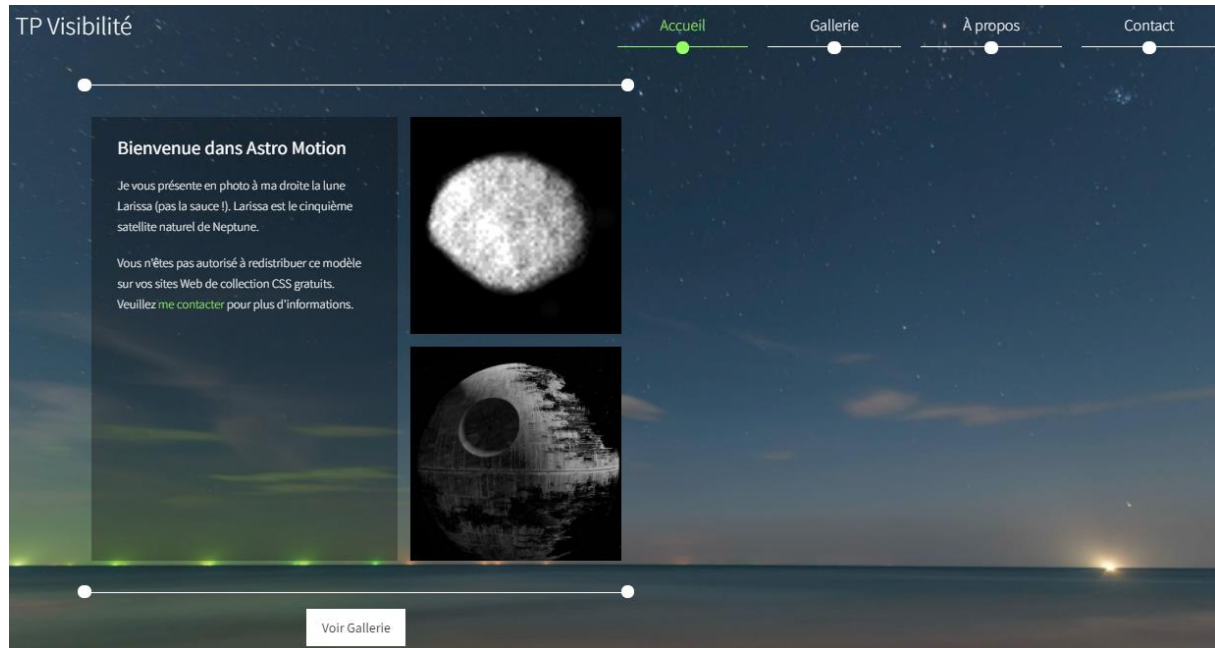 TP Visibilité
Accueil
Gallerie
À propos
Contact
Bienvenue dans Astro Motion
Je vous présente en photo à ma droite la lune
Larissa (pas la sauce !). Larissa est le cinquième
satellite naturel de Neptune.
Vous n'êtes pas autorisé à redistribuer ce modèle
sur vos sites Web de collection CSS gratuits.
Veuillez me contacter pour plus d'informations.
Voir Gallerie